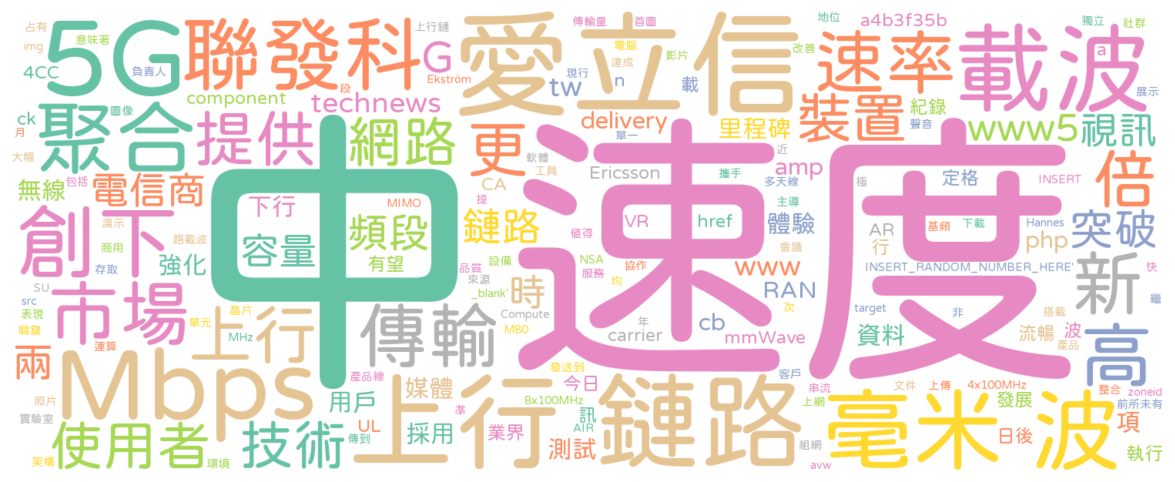 占有 意味著 上行鏈 傳輸量 首圖 地位 獨立 社群
img 5G 聯發科 G 愛立信 電腦 影片 改善 a4b3f35b 載波
4CC 負責人 Ekström 達成 速率 a
段 tw 現行 n 載 展示
component technews
ck 圖像 delivery 單一 里程碑 裝置 紀錄 www5 視訊
月 聚合 提供 網路 更 聲音
大幅 包括 軟體 近 倍
無線 電信商 CA 工具 Ericsson 攜手 amp 多天線 極 定格 INSERT
下行 MIMO 提 主導
創下 演示 容量 頻段 鏈路 值得 VR href 體驗 AR 基頻 下載 Hannes 突破
商用 路載波 有望 會議 行 php
存取 強化 品質 設備 NSA 協作 www INSERT_RANDOM_NUMBER_HERE' 快
SU 來源 服務 均 時 RAN 新
src 市場 晶片 _blank' 次 target 非 搭載 繼
表現 單元 中 速度 Compute cb
關鍵 MHz 傳輸 M80 年 carrier mmWave 資料 流暢 波
兩 運算 上行 產品 高
Mbps 產品線 發送到 客戶
照片 用戶 媒體 上行鏈路 今日 串流 文件 上傳 4x100MHz 整合 zoneid
實驗室 準 8x100MHz 上網 毫米波 發展 前所未有
使用者 技術 UL 採用 業界 訊 AIR 項
架構 環境 傳到 測試 組網 日後 執行
avw